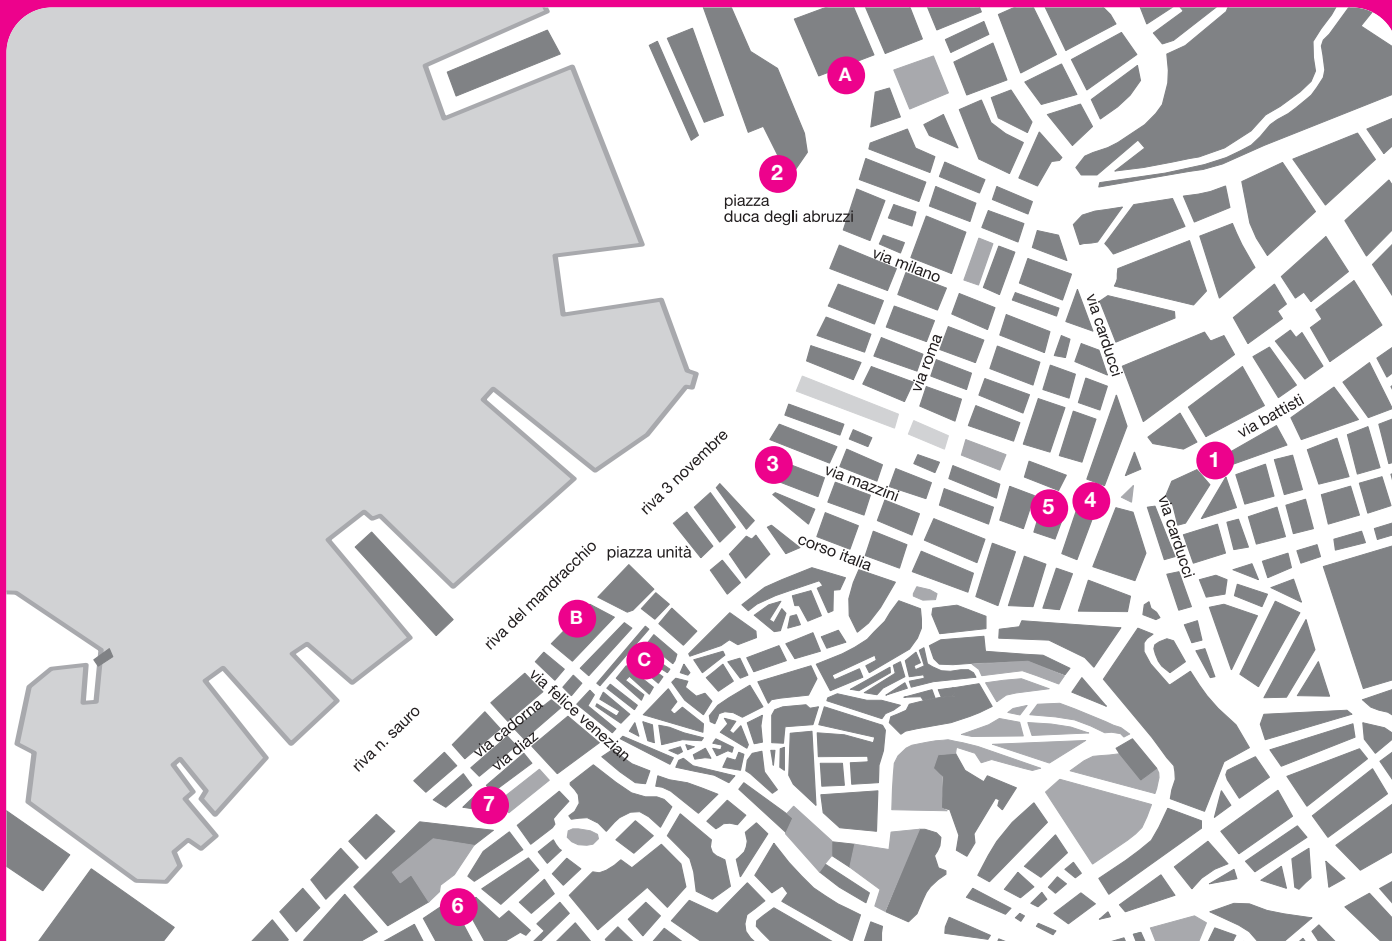 A
2
piazza
duca degli abruzzi
via milano
via carducci
via roma
via battisti
riva 3 novembre
3
via mazzini
1
5
4
via carducci
corso italia
piazza unità
riva del mandracchio
B
C
via felice venezian
via cadorna
via diaz
riva n. sauro
7
6